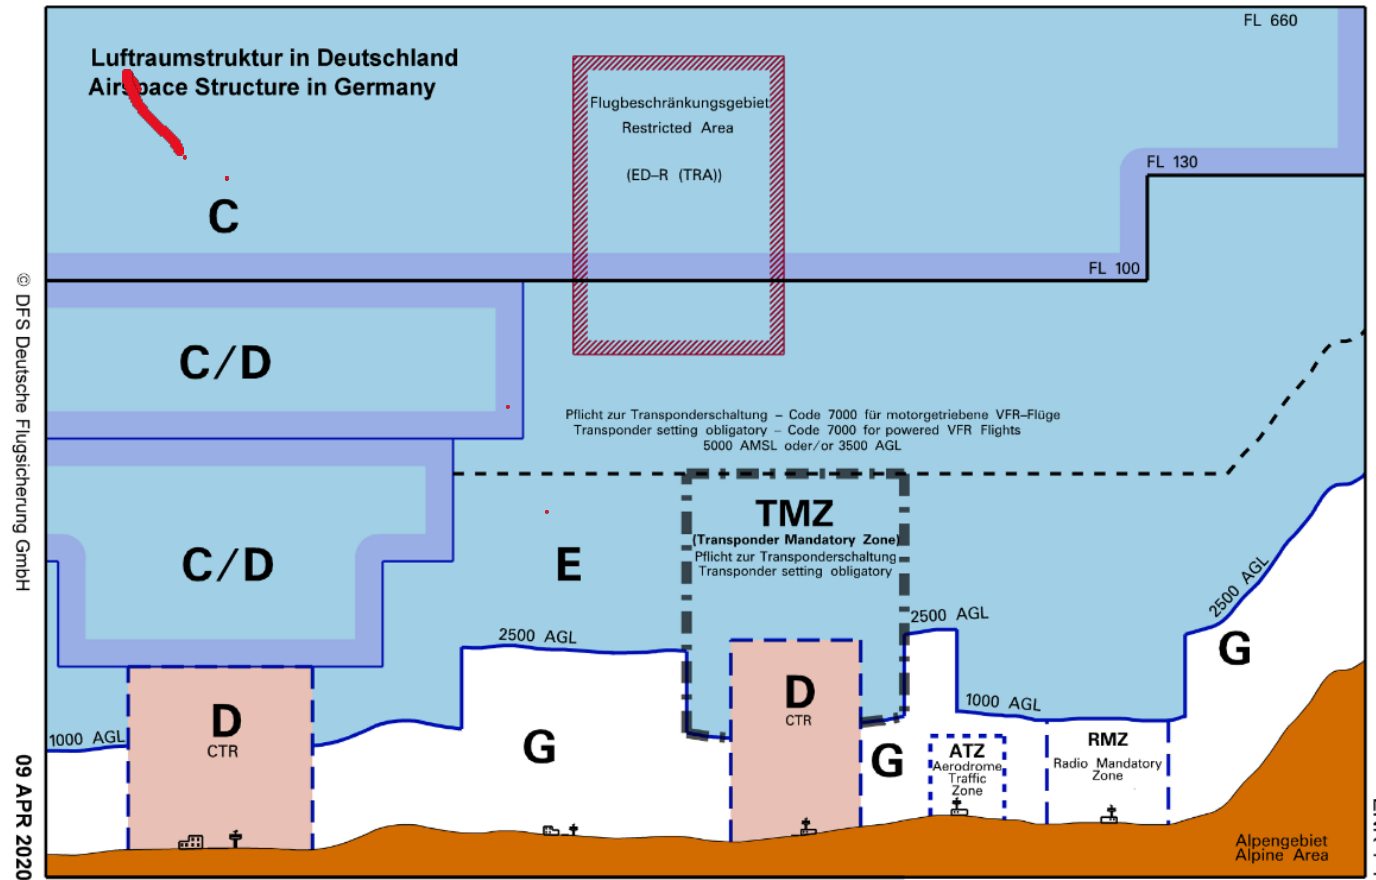 FL 660
Luftraumstruktur in Deutschland
Airspace Structure in Germany
Flugbeschränkungsgebiet
Restricted Area
(ED–R (TRA))
FL 130
C
FL 100
C/D
Pflicht zur Transponderschaltung – Code 7000 für motorgetriebene VFR–Flüge
Transponder setting obligatory – Code 7000 for powered VFR Flights
5000 AMSL oder/or 3500 AGL
TMZ
(Transponder Mandatory Zone)
Pflicht zur Transponderschaltung
Transponder setting obligatory
C/D
E
2500 AGL
2500 AGL
2500 AGL
G
D
CTR
D
CTR
1000 AGL
1000 AGL
G
G
ATZ
Aerodrome
Traffic
Zone
RMZ
Radio Mandatory
Zone
Alpengebiet
Alpine Area
© DFS Deutsche Flugsicherung GmbH
09 APR 2020